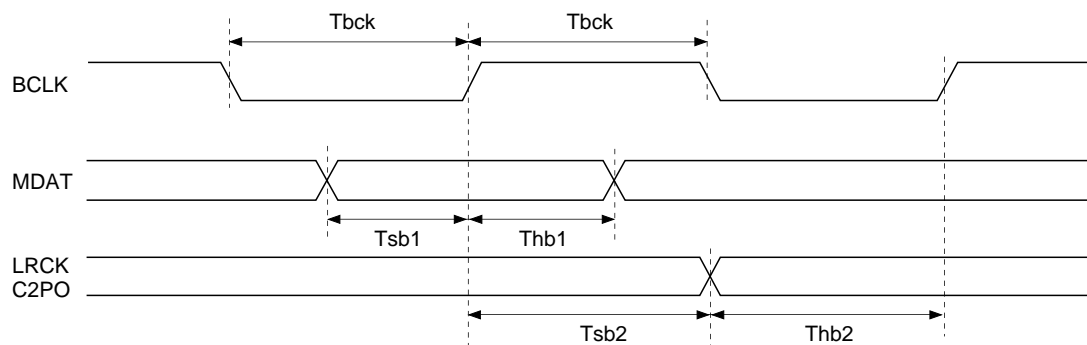 Tbck Tbck
BCLK
MDAT
Tsb1 Thb1
LRCK
C2PO
Tsb2 Thb2